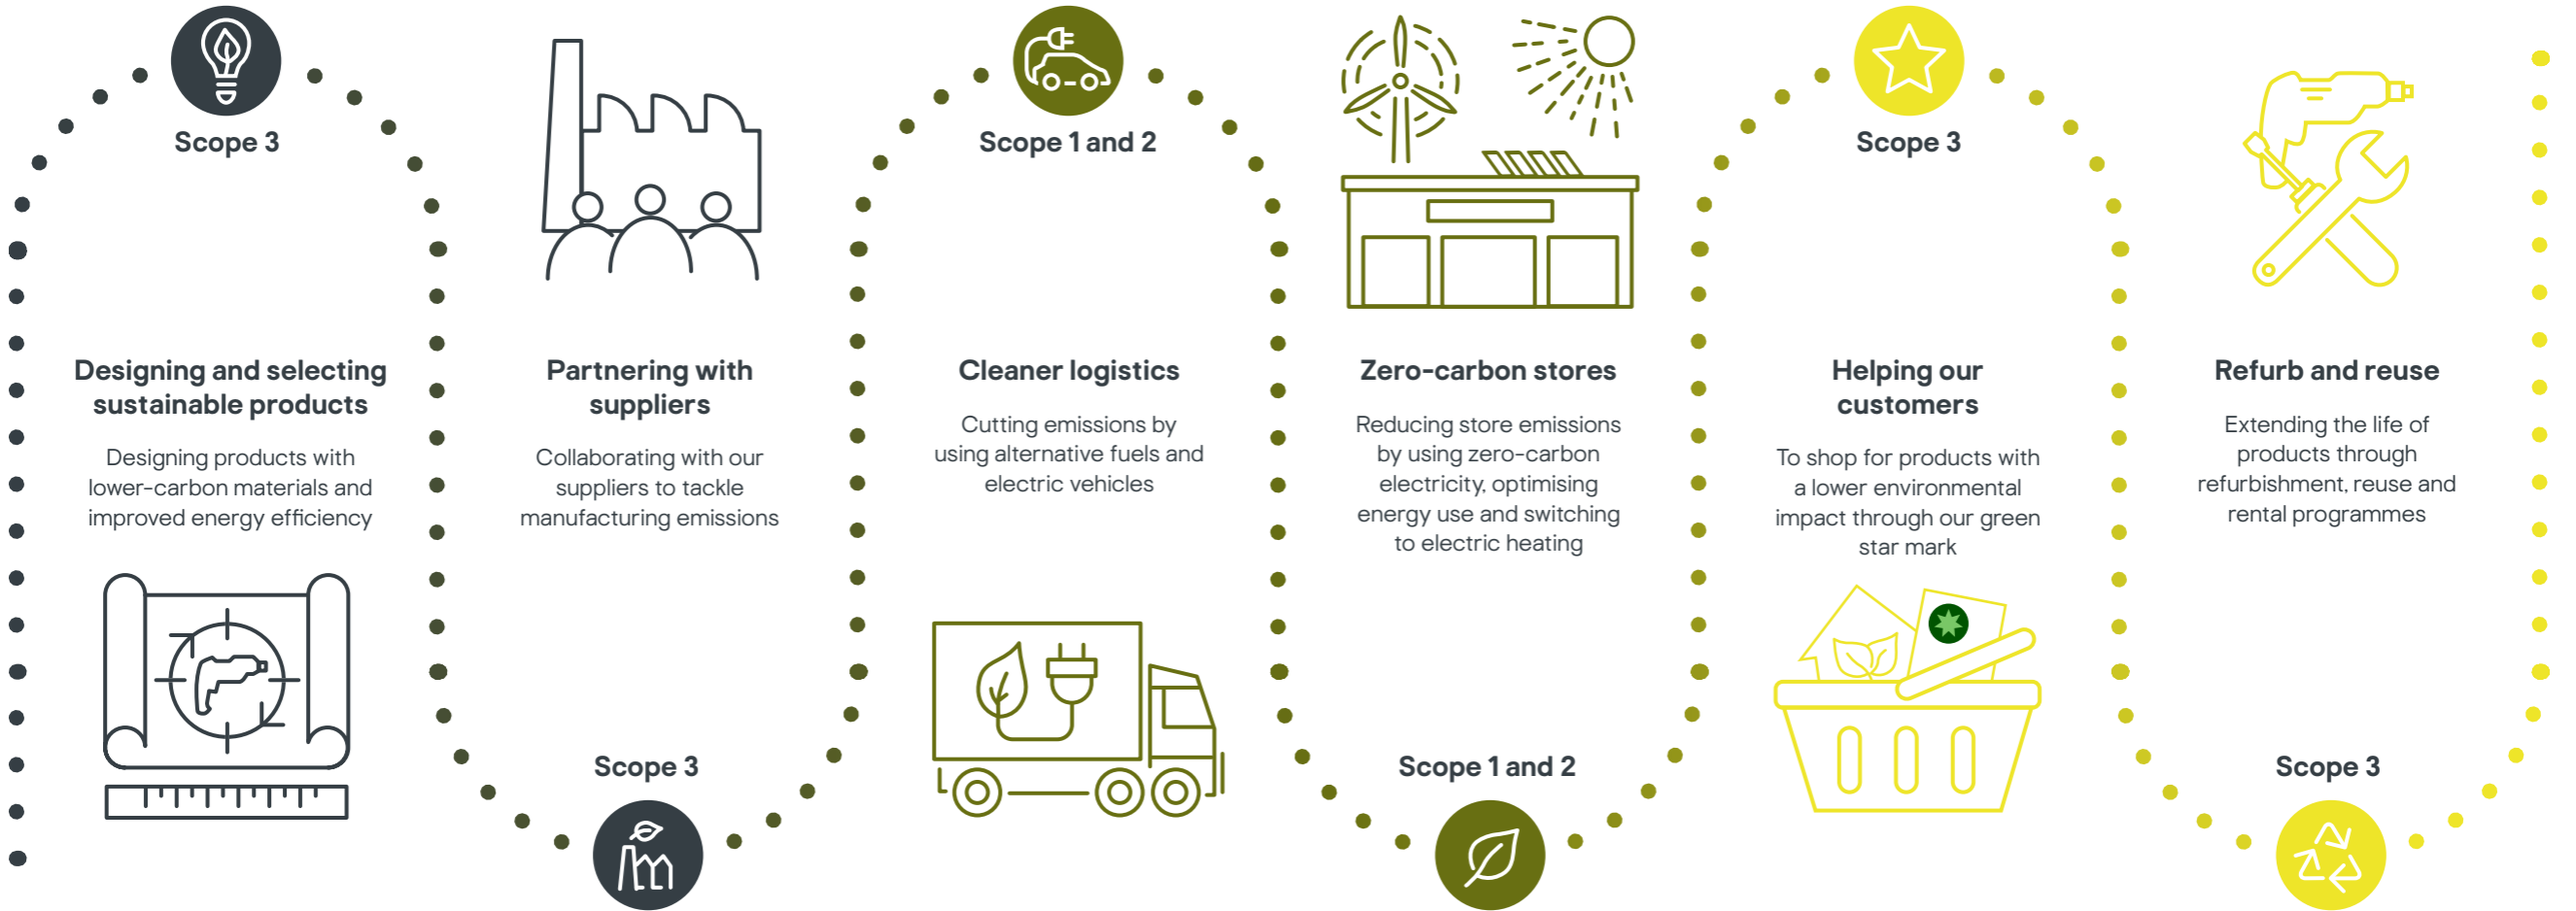 Scope 3
Designing and selecting
sustainable products
Designing products with
lower-carbon materials and
improved energy efficiency
Partnering with
suppliers
Collaborating with our
suppliers to tackle
manufacturing emissions
Scope 3
Scope 1 and 2
Cleaner logistics
Cutting emissions by
using alternative fuels and
electric vehicles
Zero-carbon stores
Reducing store emissions
by using zero-carbon
electricity, optimising
energy use and switching
to electric heating
Scope 1 and 2
Scope 3
Helping our
customers
To shop for products with
a lower environmental
impact through our green
star mark
Refurb and reuse
Extending the life of
products through
refurbishment, reuse and
rental programmes
Scope 3